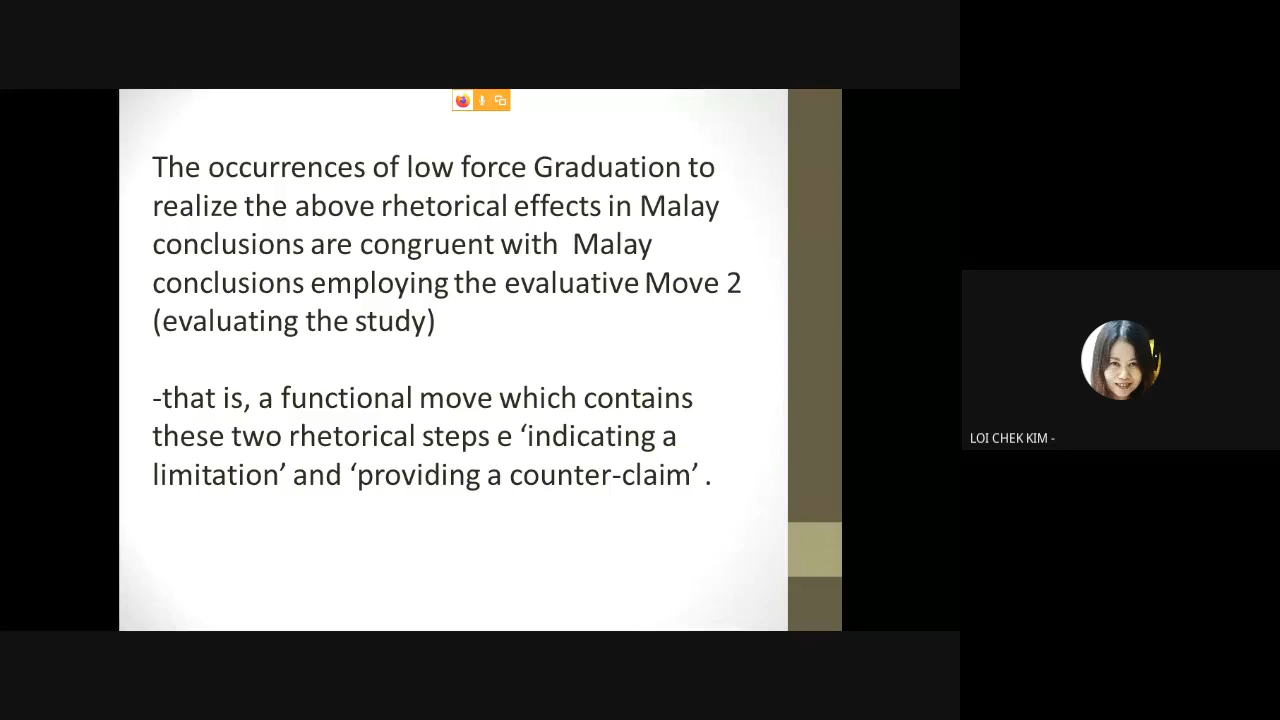 The occurrences of low force Graduation to
realize the above rhetorical effects in Malay
conclusions are congruent with  Malay
conclusions employing the evaluative Move 2
(evaluating the study)
-that is, a functional move which contains
these two rhetorical steps e ‘indicating a
limitation’ and ‘providing a counter-claim’ .
LOI CHEK KIM -